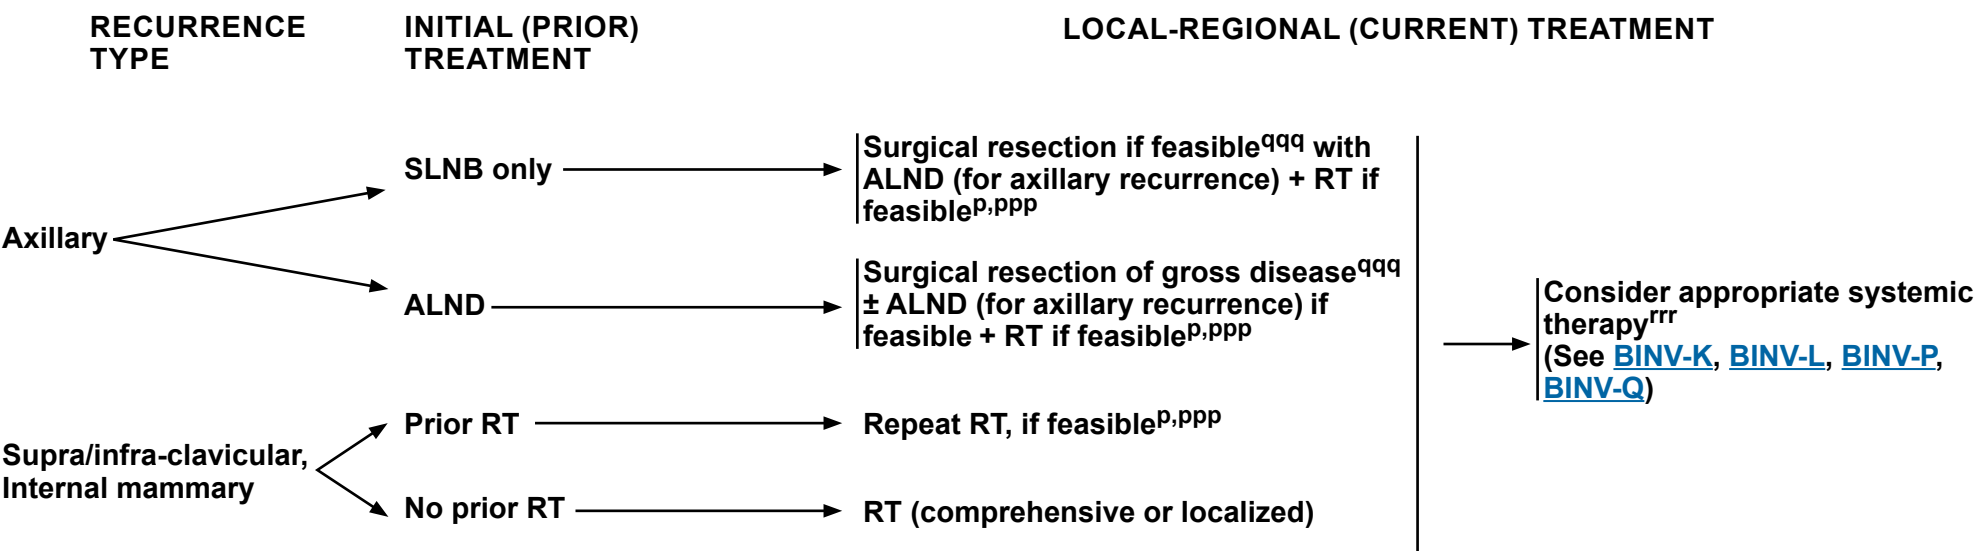 RECURRENCE
TYPE
INITIAL (PRIOR)
TREATMENT
LOCAL-REGIONAL (CURRENT) TREATMENT
Axillary
SLNB only
Surgical resection if feasibleqqq with
ALND (for axillary recurrence) + RT if
feasiblep,ppp
ALND
Surgical resection of gross diseaseqqq
± ALND (for axillary recurrence) if
feasible + RT if feasiblep,ppp
Supra/infra-clavicular,
Internal mammary
Prior RT
Repeat RT, if feasiblep,ppp
No prior RT
RT (comprehensive or localized)
Consider appropriate systemic
therapyrrr
(See BINV-K, BINV-L, BINV-P,
BINV-Q)